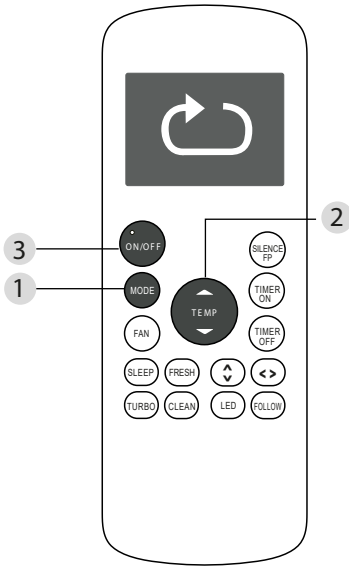 2
3
ON/OFF
SILENCE
FP
1
MODE
TEMP
TIMER
ON
FAN
TIMER
OFF
SLEEP FRESH
TURBO CLEAN LED FOLLOW